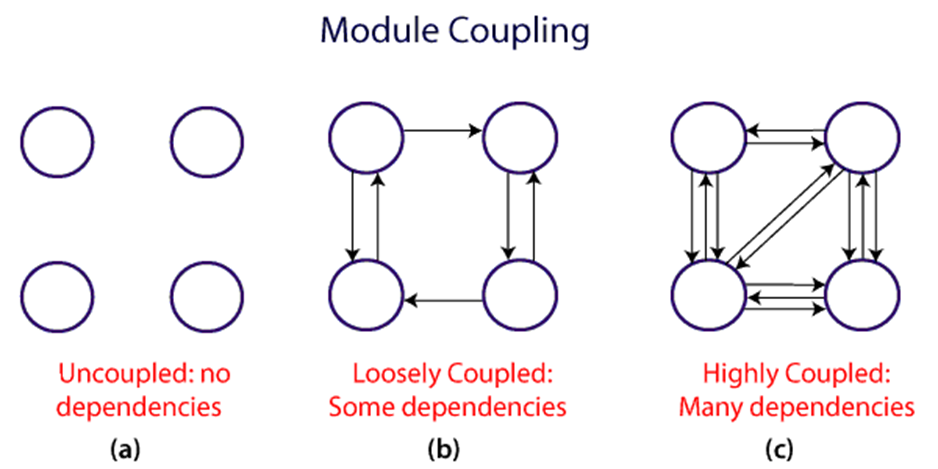 Module Coupling
Uncoupled: no
dependencies
(a)
Loosely Coupled:
Some dependencies
(b)
Highly Coupled:
Many dependencies
(c)